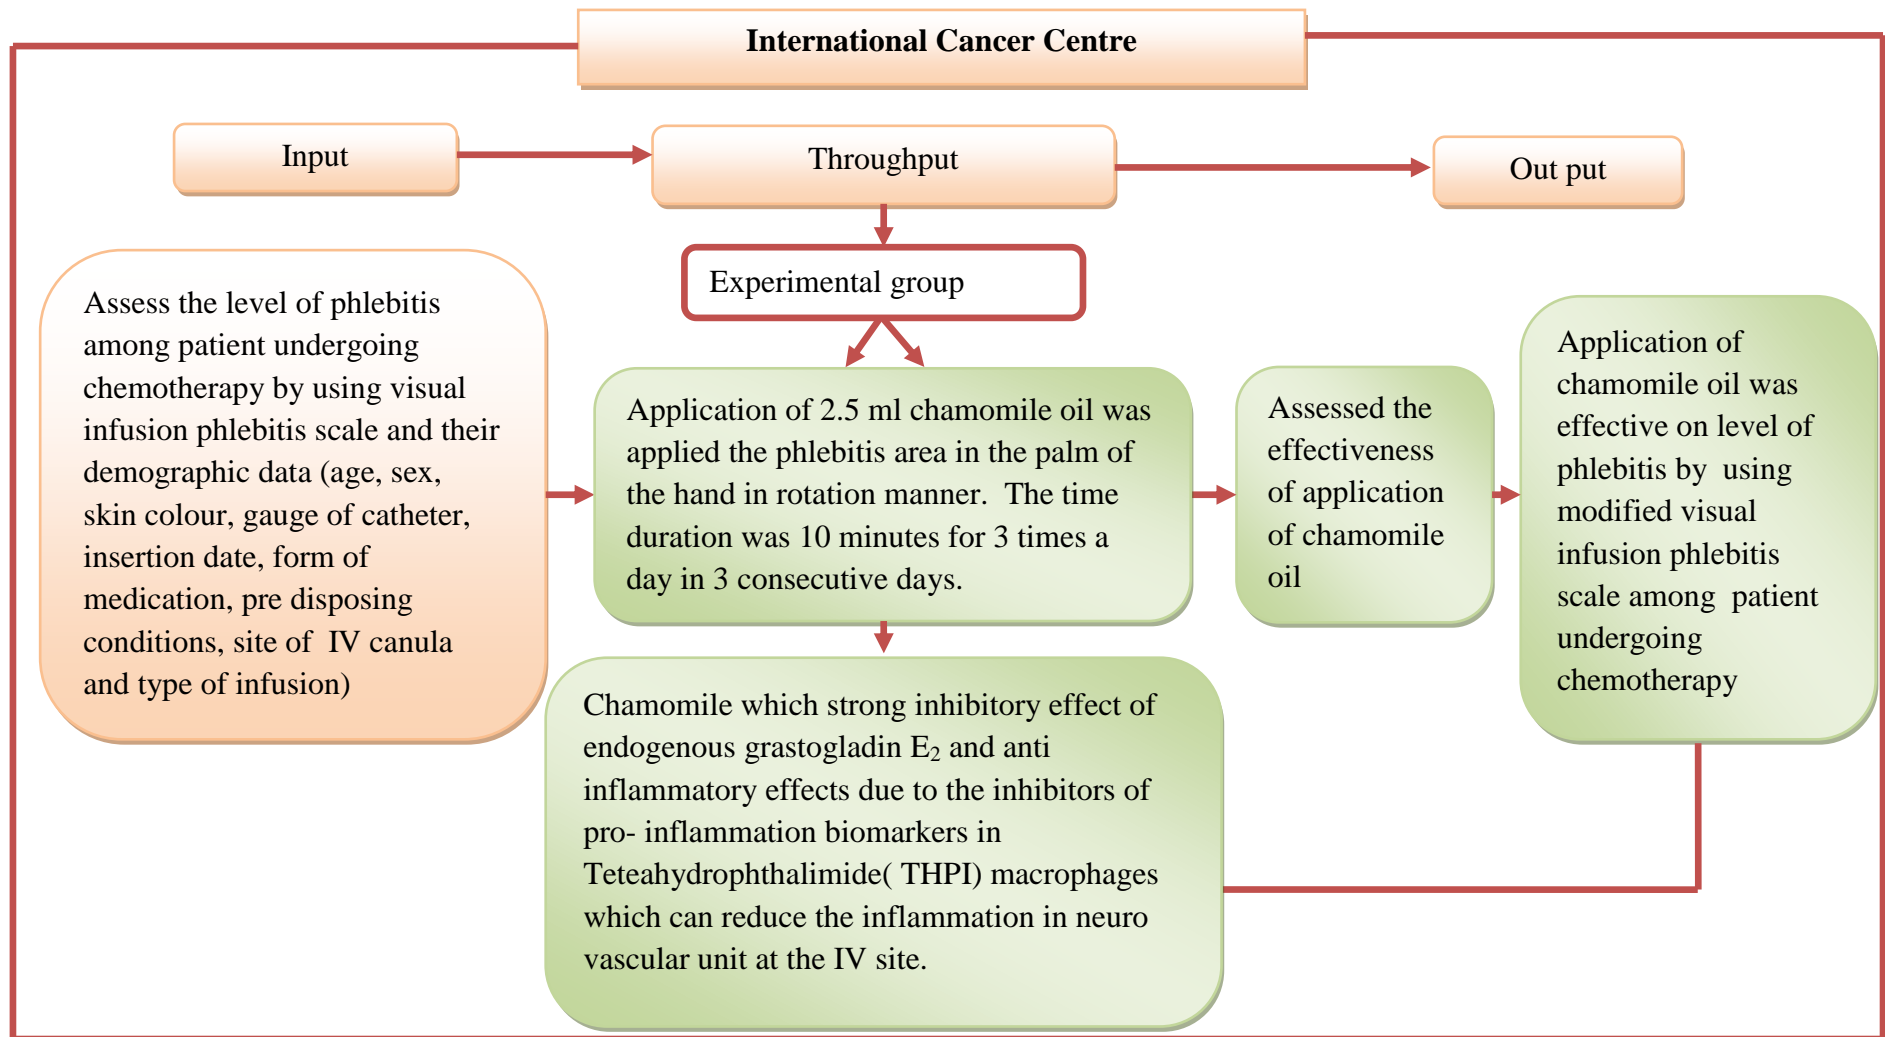 International Cancer Centre
Input
Throughput
Out put
Experimental group
Assess the level of phlebitis
among patient undergoing
chemotherapy by using visual
infusion phlebitis scale and their
demographic data (age, sex,
skin colour, gauge of catheter,
insertion date, form of
medication, pre disposing
conditions, site of  IV canula
and type of infusion)
Application of 2.5 ml chamomile oil was
applied the phlebitis area in the palm of
the hand in rotation manner.  The time
duration was 10 minutes for 3 times a
day in 3 consecutive days.
Assessed the
effectiveness
of application
of chamomile
oil
Application of
chamomile oil was
effective on level of
phlebitis by  using
modified visual
infusion phlebitis
scale among  patient
undergoing
chemotherapy
Chamomile which strong inhibitory effect of
endogenous grastogladin E₂ and anti
inflammatory effects due to the inhibitors of
pro- inflammation biomarkers in
Teteahydrophthalimide( THPI) macrophages
which can reduce the inflammation in neuro
vascular unit at the IV site.